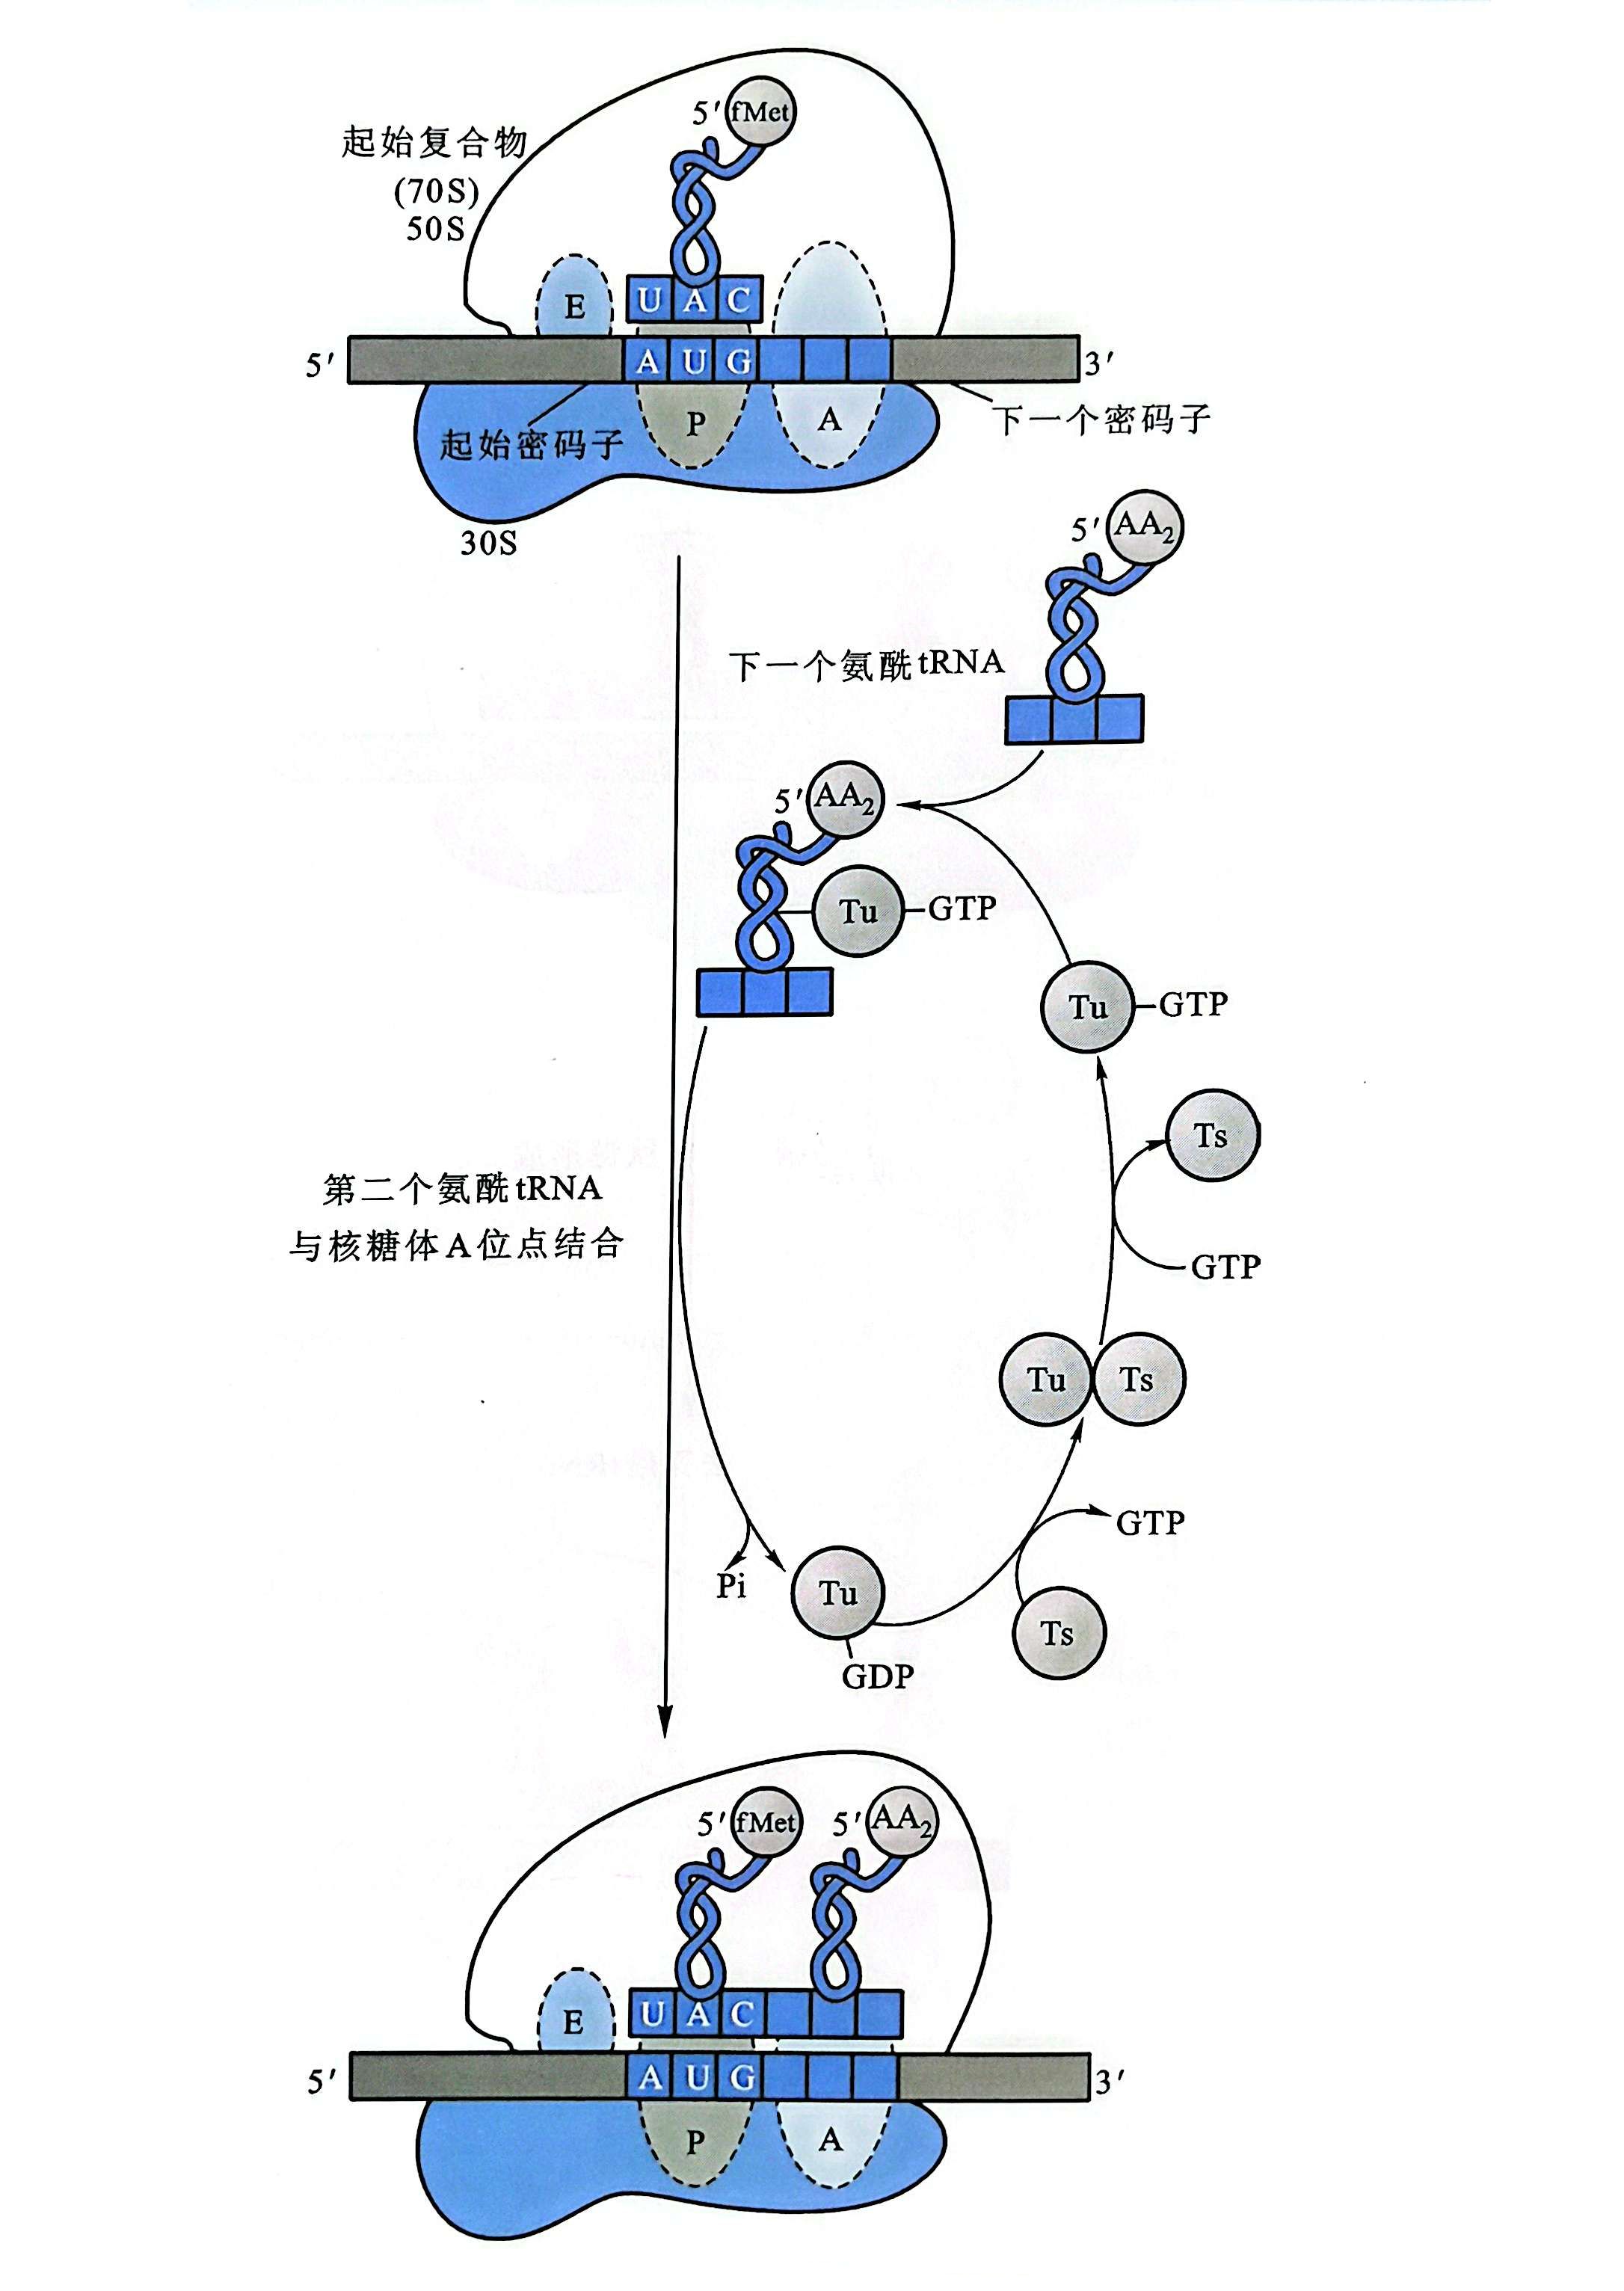 5′ fMet
起始复合物
(70S)
50S
E
U A C
5′
A U G
3′
起始密码子
P
A
下一个密码子
30S
5′ AA₂
下一个氨酰tRNA
5′ AA₂
Tu
GTP
Tu
GTP
Ts
第二个氨酰tRNA
与核糖体A位点结合
GTP
Tu
Ts
GTP
Pi
Tu
Ts
GDP
5′ fMet
5′ AA₂
E
U A C
5′
A U G
3′
P
A